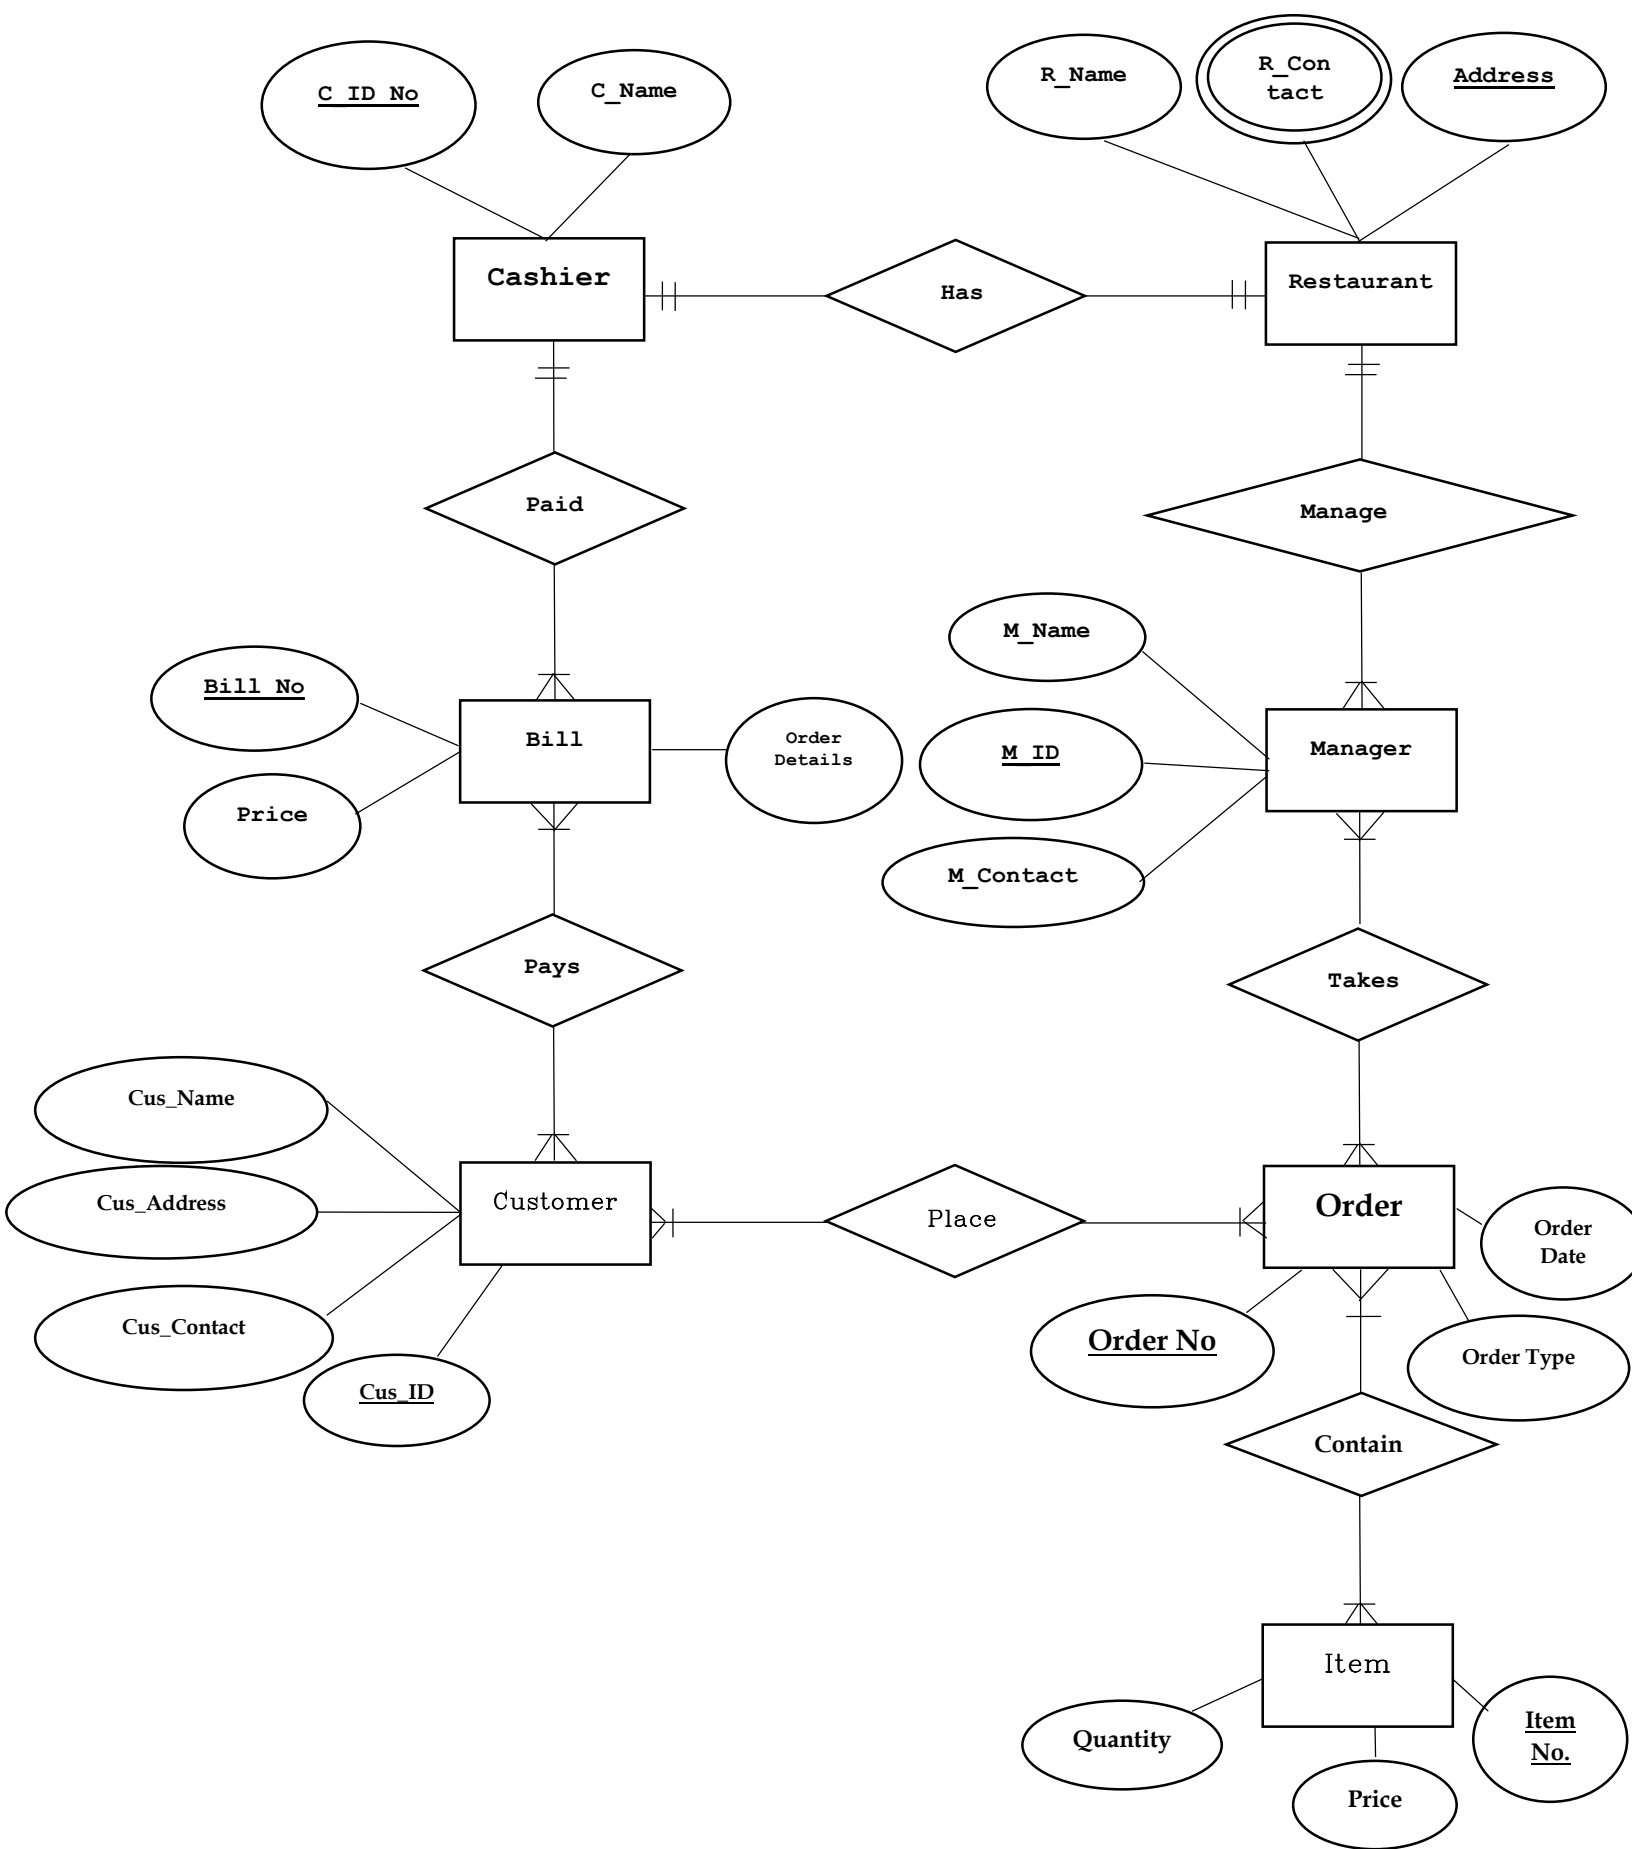 C_ID_No
C_Name
R_Name
R_Con
tact
Address
Cashier
Has
Restaurant
Paid
Manage
M_Name
Bill No
Bill
Order
Details
M_ID
Manager
Price
M_Contact
Pays
Takes
Cus_Name
Cus_Address
Customer
Place
Order
Order
Date
Cus_Contact
Order No
Order Type
Cus_ID
Contain
Item
Quantity
Item
No.
Price